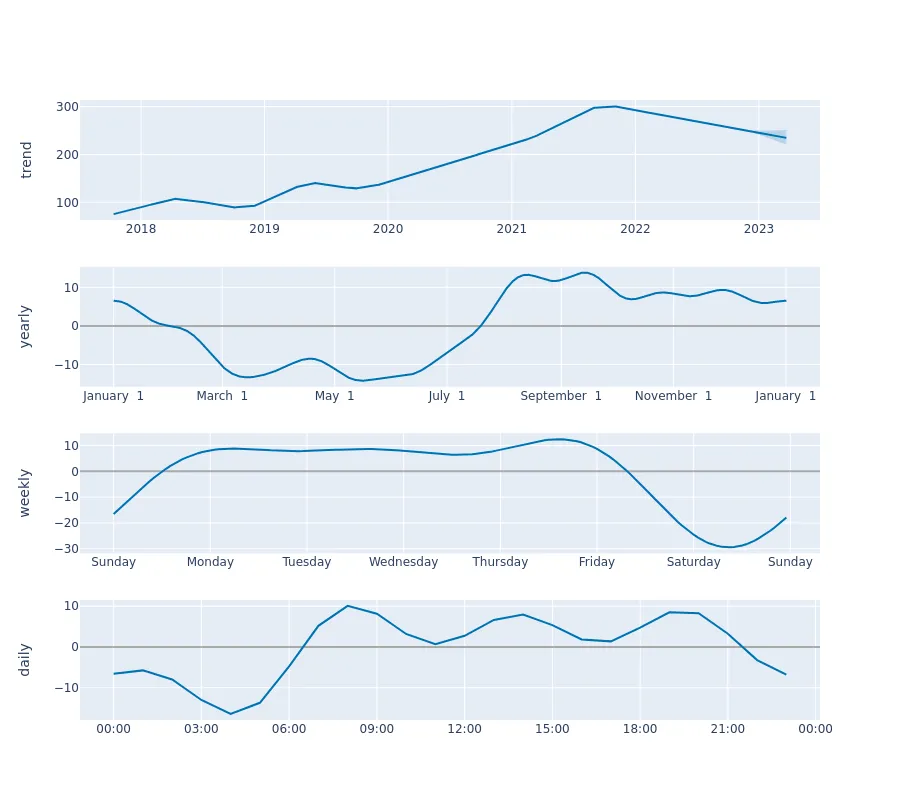 trend
300
200
100
2018 2019 2020 2021 2022 2023
yearly
10
0
−10
January 1 March 1 May 1 July 1 September 1 November 1 January 1
weekly
10
0
−10
−20
−30
Sunday Monday Tuesday Wednesday Thursday Friday Saturday Sunday
daily
10
0
−10
00:00 03:00 06:00 09:00 12:00 15:00 18:00 21:00 00:00